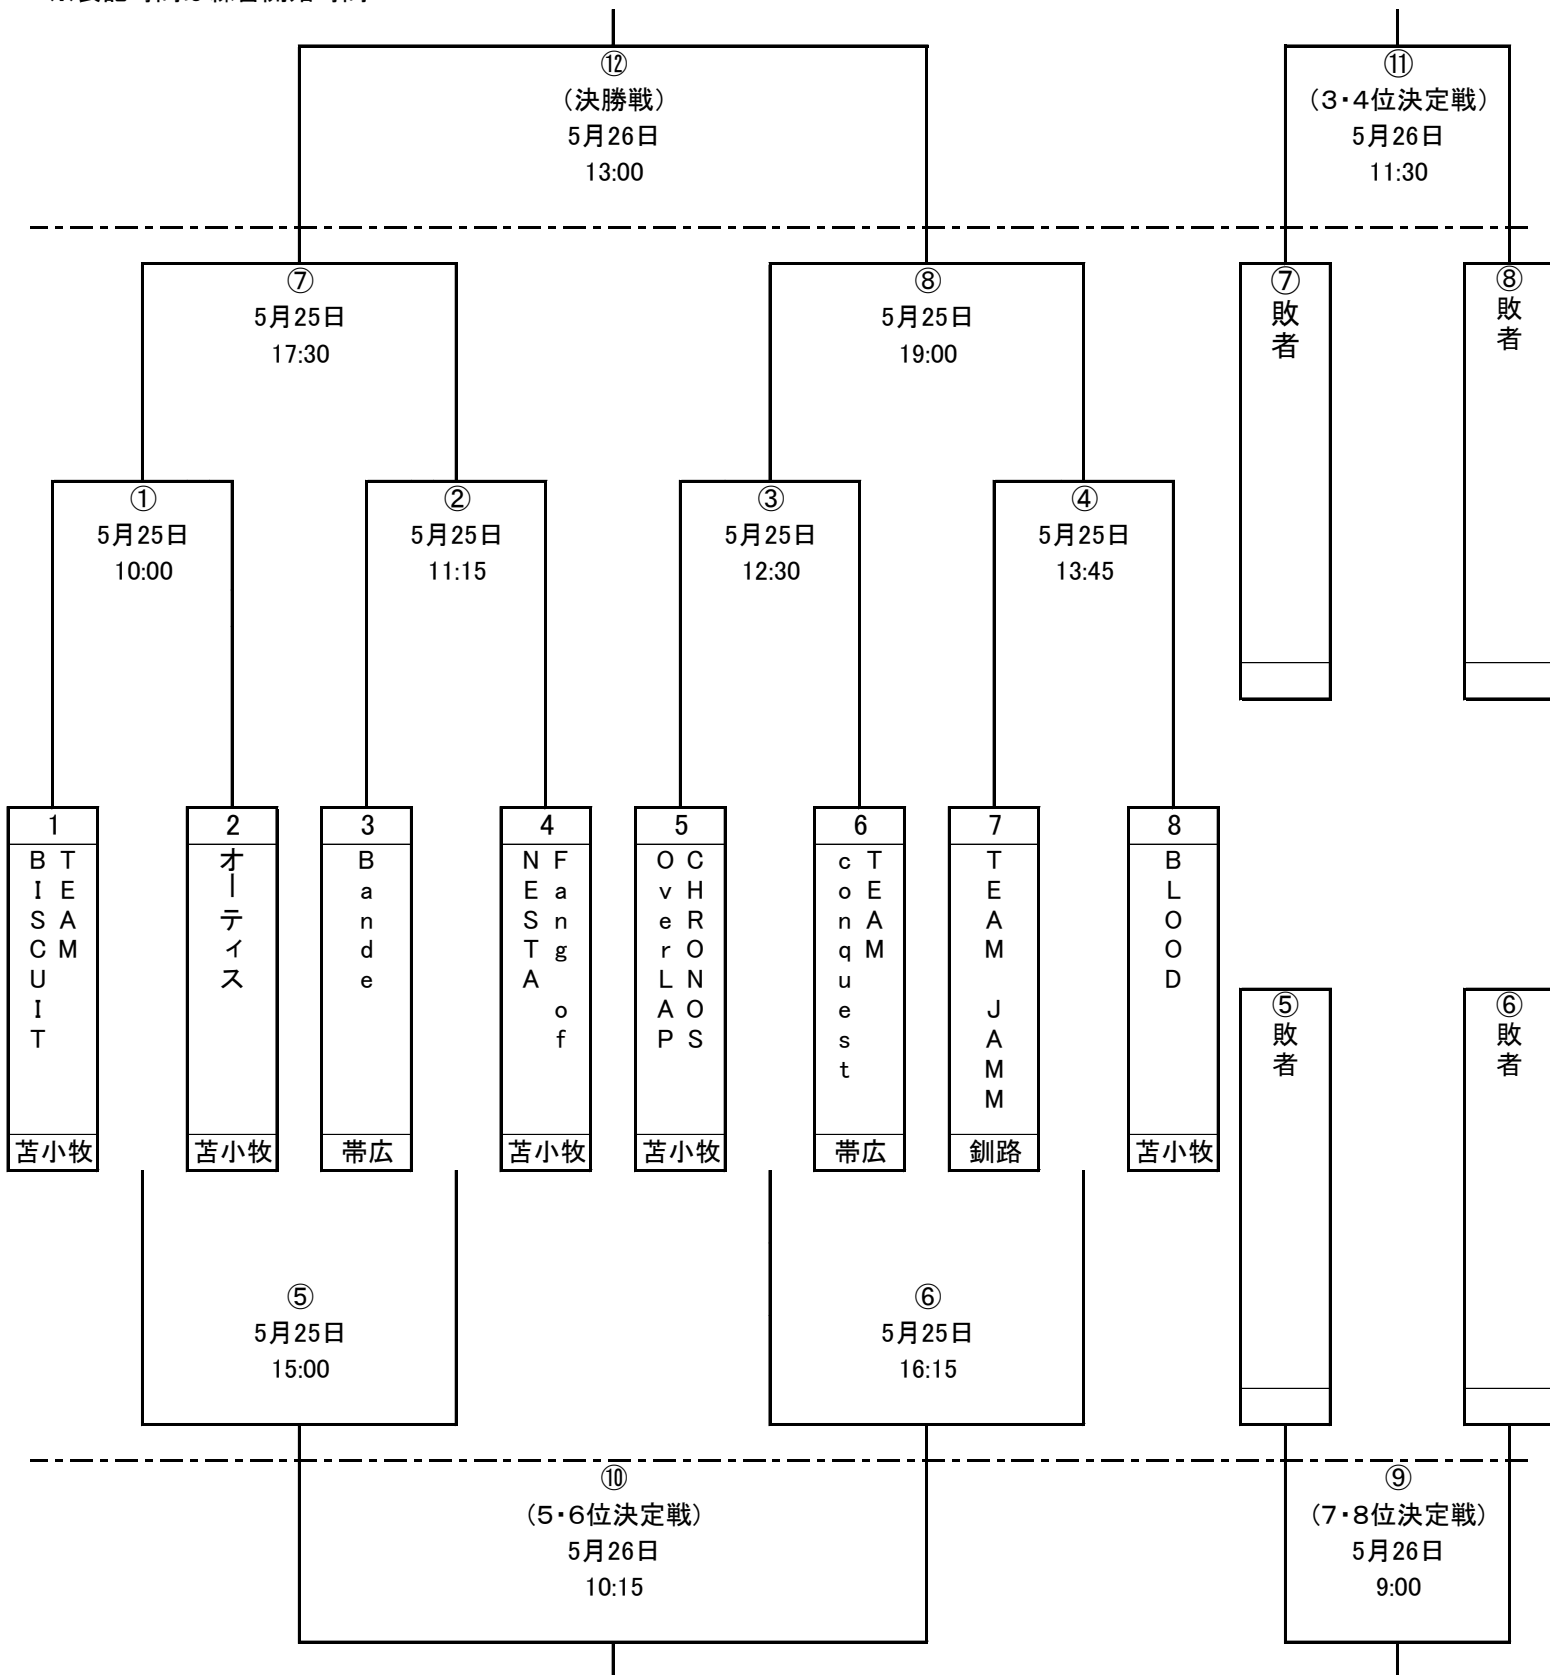 ⑫
（決勝戦）
5月26日
13:00
⑪
（3・4位決定戦）
5月26日
11:30
⑦
5月25日
17:30
⑧
5月25日
19:00
⑦敗者
⑧敗者
①
5月25日
10:00
②
5月25日
11:15
③
5月25日
12:30
④
5月25日
13:45
1
TEAM
BISCUIT
苫小牧
2
オーティス
苫小牧
3
Bande
帯広
4
Fang of
NESTA
苫小牧
5
CHRONOS
OverLAP
苫小牧
6
TEAM
conquest
帯広
7
TEAM JAMM
釧路
8
BLOOD
苫小牧
⑤敗者
⑥敗者
⑤
5月25日
15:00
⑥
5月25日
16:15
⑩
（5・6位決定戦）
5月26日
10:15
⑨
（7・8位決定戦）
5月26日
9:00